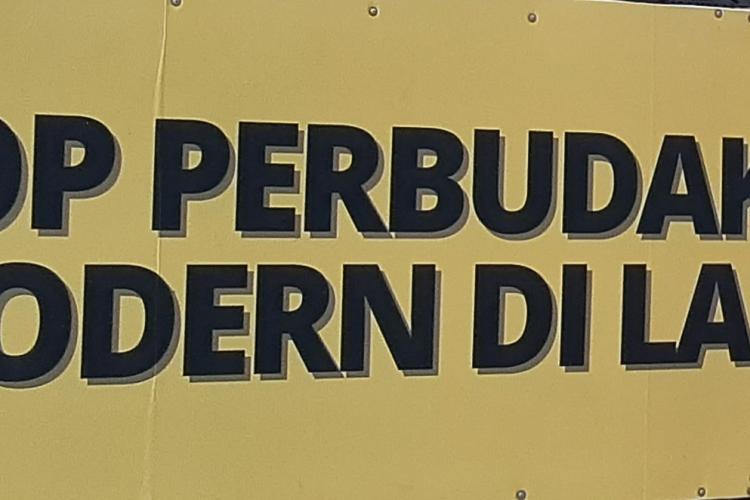 OP PERBUDAK
ODERN DI LA